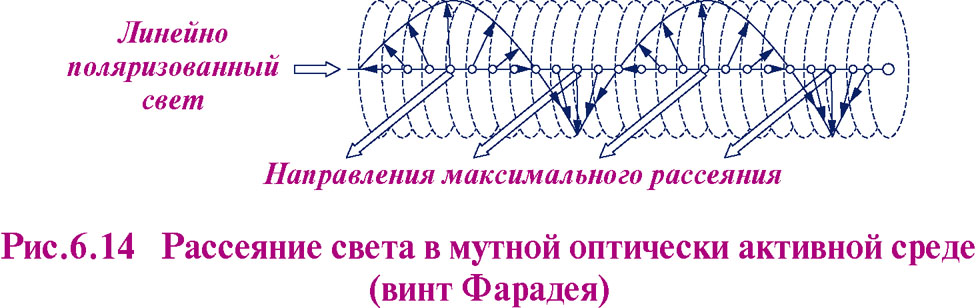 Линейно
поляризованный
свет
Направления максимального рассеяния
Рис.6.14 Рассеяние света в мутной оптически активной среде
(винт Фарадея)